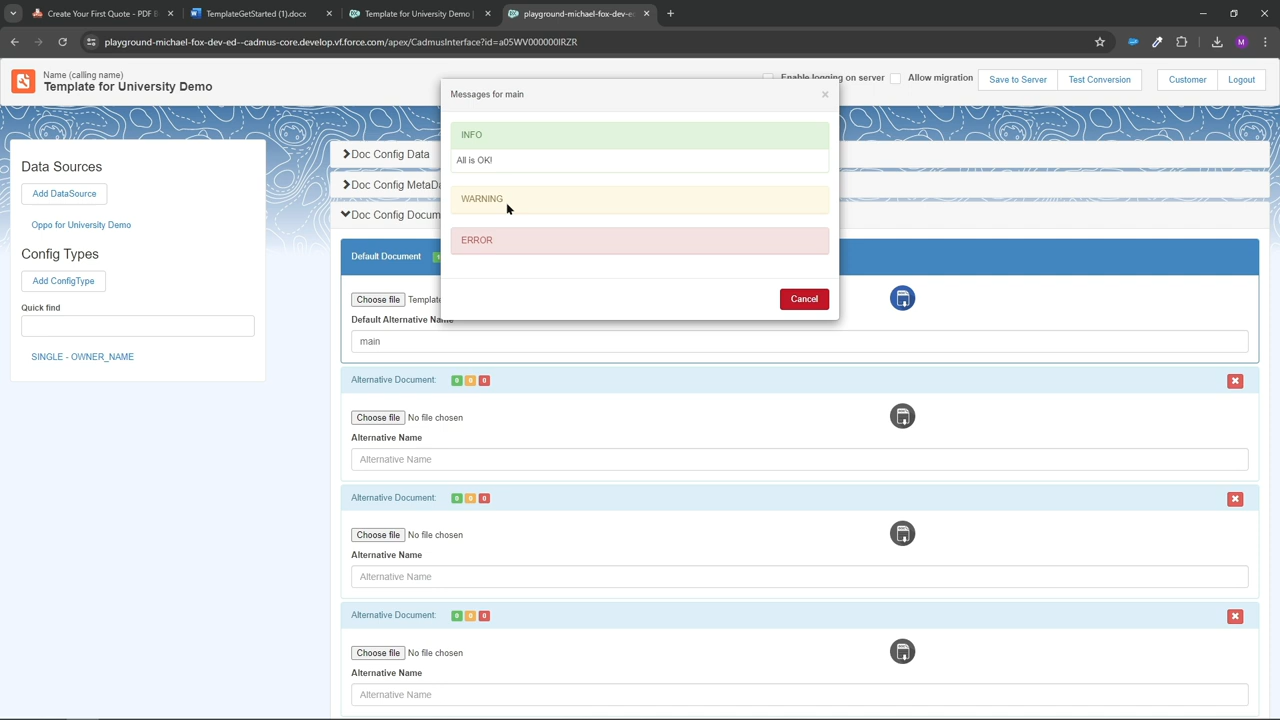 Create Your First Quote - PDF
TemplateGetStarted (1).docx
Template for University Demo
playground-michael-fox-dev-ed
playground-michael-fox-dev-ed--cadmus-core.develop.vf.force.com/apex/CadmusInterface?id=a05WV000000IRZR
M
Name (calling name)
Template for University Demo
Enable logging on server
Allow migration
Save to Server
Test Conversion
Customer
Logout
Messages for main
×
INFO
All is OK!
WARNING
ERROR
Cancel
Data Sources
Add DataSource
Oppo for University Demo
Config Types
Add ConfigType
Quick find
SINGLE - OWNER_NAME
Doc Config Data
Doc Config MetaDa
Doc Config Docum
Default Document
Choose file Template
Default Alternative Name
main
Alternative Document: 0 0 0
Choose file No file chosen
Alternative Name
Alternative Name
Alternative Document: 0 0 0
Choose file No file chosen
Alternative Name
Alternative Name
Alternative Document: 0 0 0
Choose file No file chosen
Alternative Name
Alternative Name